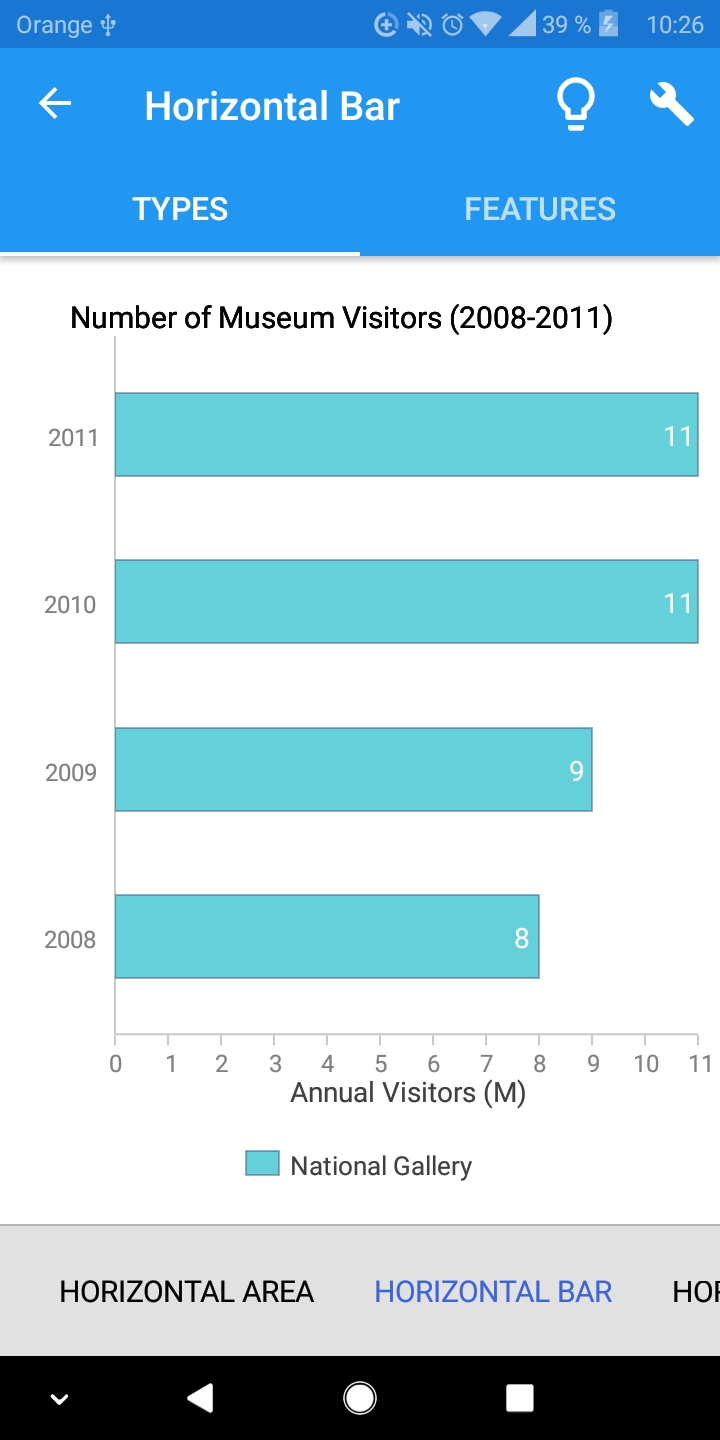 Orange 39 % 10:26
Horizontal Bar
TYPES FEATURES
Number of Museum Visitors (2008-2011)
2011 11
2010 11
2009 9
2008 8
0 1 2 3 4 5 6 7 8 9 10 11
Annual Visitors (M)
National Gallery
HORIZONTAL AREA HORIZONTAL BAR